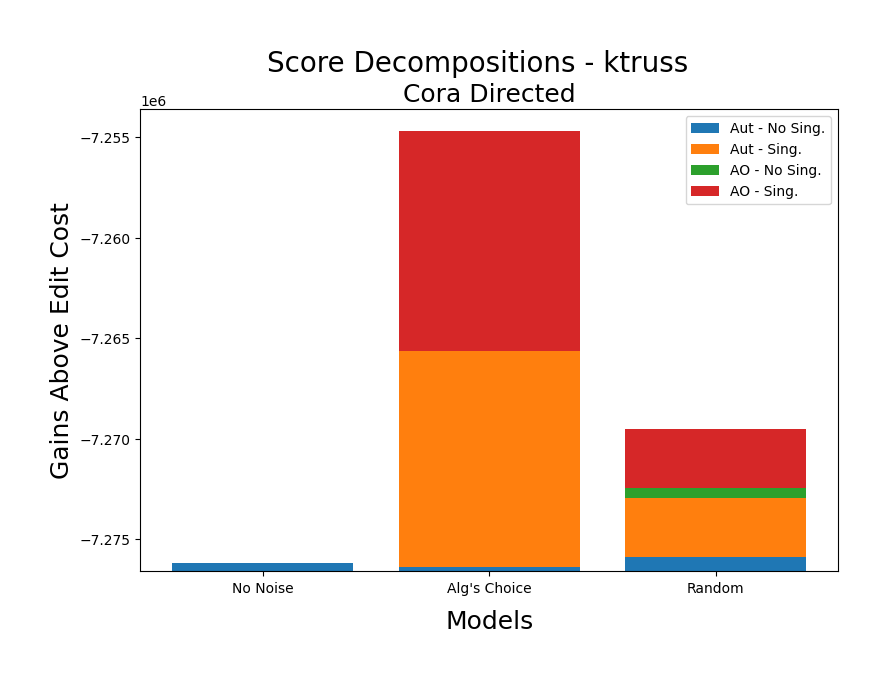 Score Decompositions - ktruss
Cora Directed
1e6
Aut - No Sing.
Aut - Sing.
AO - No Sing.
AO - Sing.
Gains Above Edit Cost
−7.255
−7.260
−7.265
−7.270
−7.275
No Noise
Alg's Choice
Random
Models